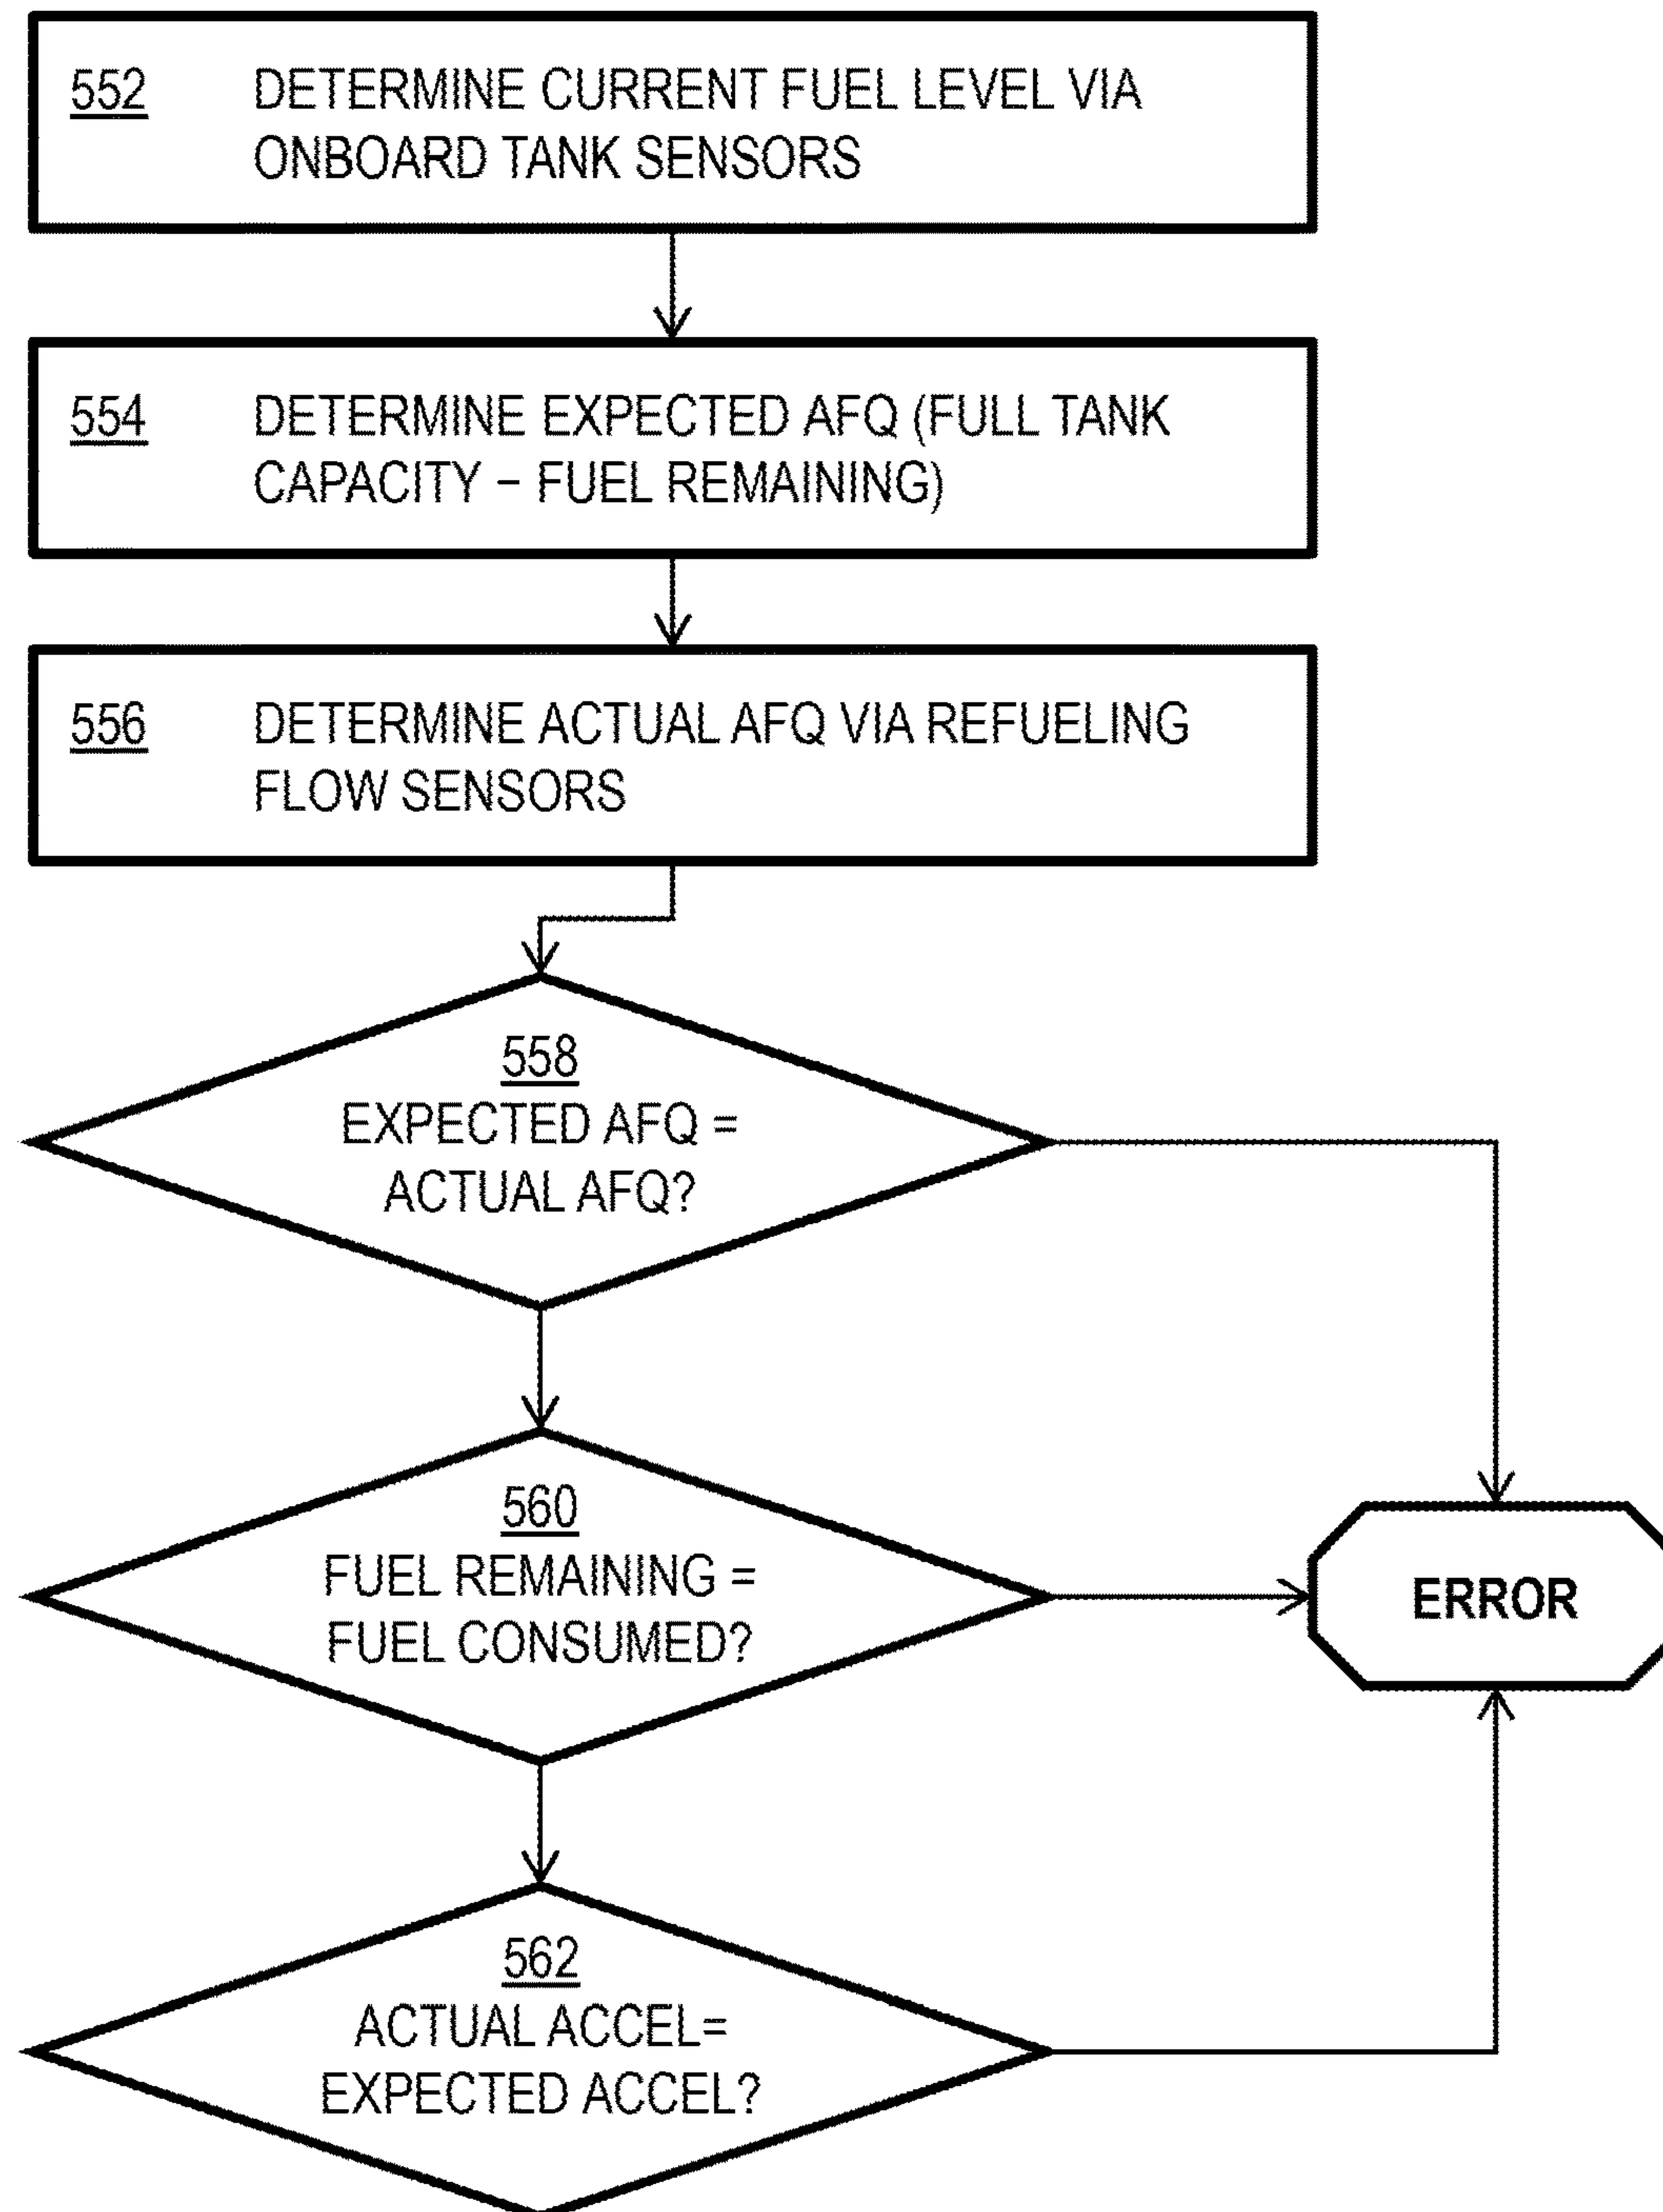 552 DETERMINE CURRENT FUEL LEVEL VIA
ONBOARD TANK SENSORS
554 DETERMINE EXPECTED AFQ (FULL TANK
CAPACITY – FUEL REMAINING)
556 DETERMINE ACTUAL AFQ VIA REFUELING
FLOW SENSORS
558
EXPECTED AFQ =
ACTUAL AFQ?
560
FUEL REMAINING =
FUEL CONSUMED?
ERROR
562
ACTUAL ACCEL=
EXPECTED ACCEL?